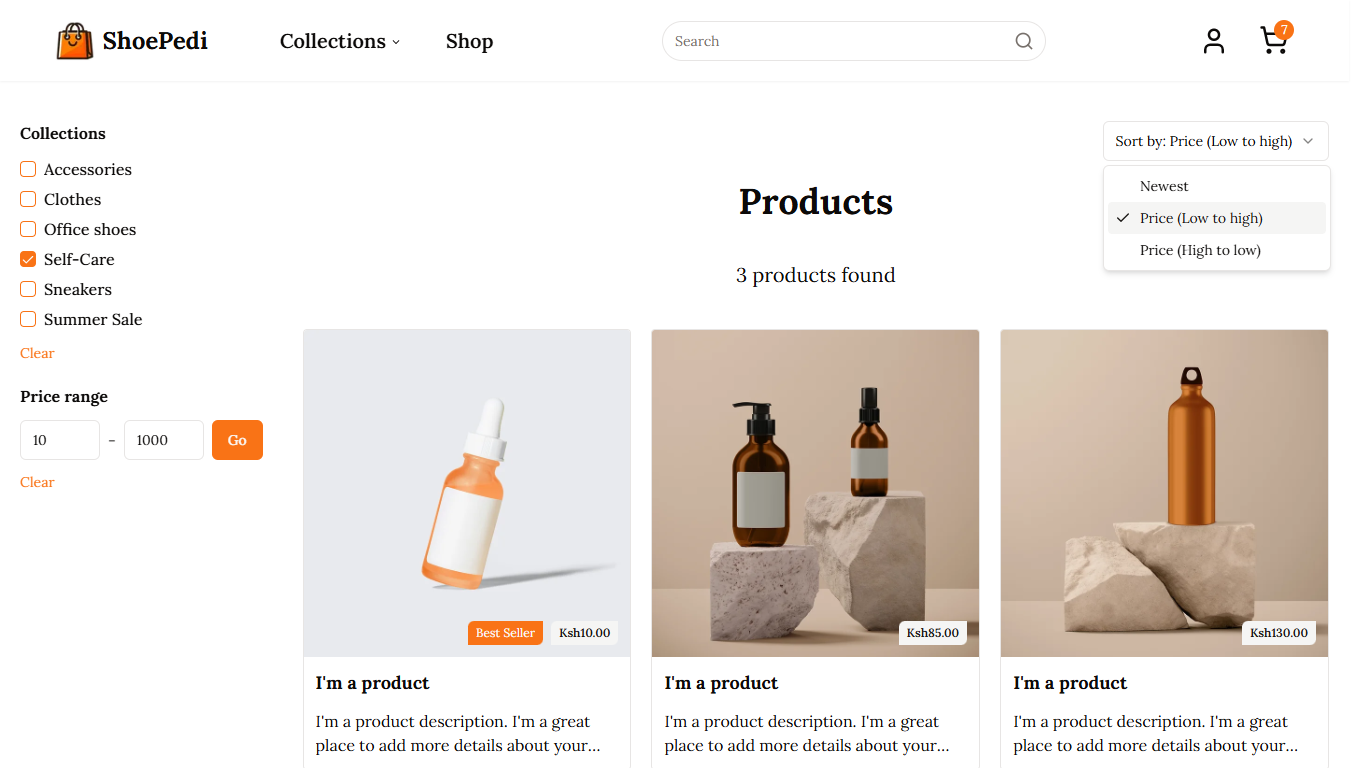 ShoePedi
Collections
Shop
Search
7
Collections
Accessories
Clothes
Office shoes
Self-Care
Sneakers
Summer Sale
Clear
Price range
10 - 1000 Go
Clear
Sort by: Price (Low to high)
Newest
Price (Low to high)
Price (High to low)
Products
3 products found
Best Seller
Ksh10.00
I'm a product
I'm a product description. I'm a great
place to add more details about your...
Ksh85.00
I'm a product
I'm a product description. I'm a great
place to add more details about your...
Ksh130.00
I'm a product
I'm a product description. I'm a great
place to add more details about your...